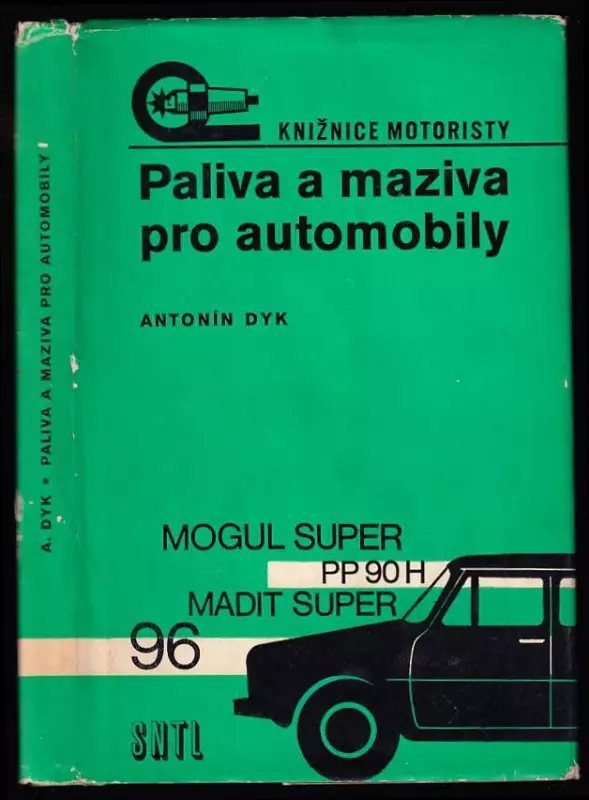 A. DYK • PALIVA A MAZIVA PRO AUTOMOBILY
KNIŽNICE MOTORISTY
Paliva a maziva
pro automobily
ANTONÍN DYK
MOGUL SUPER
PP 90 H
MADIT SUPER
96
SNTL